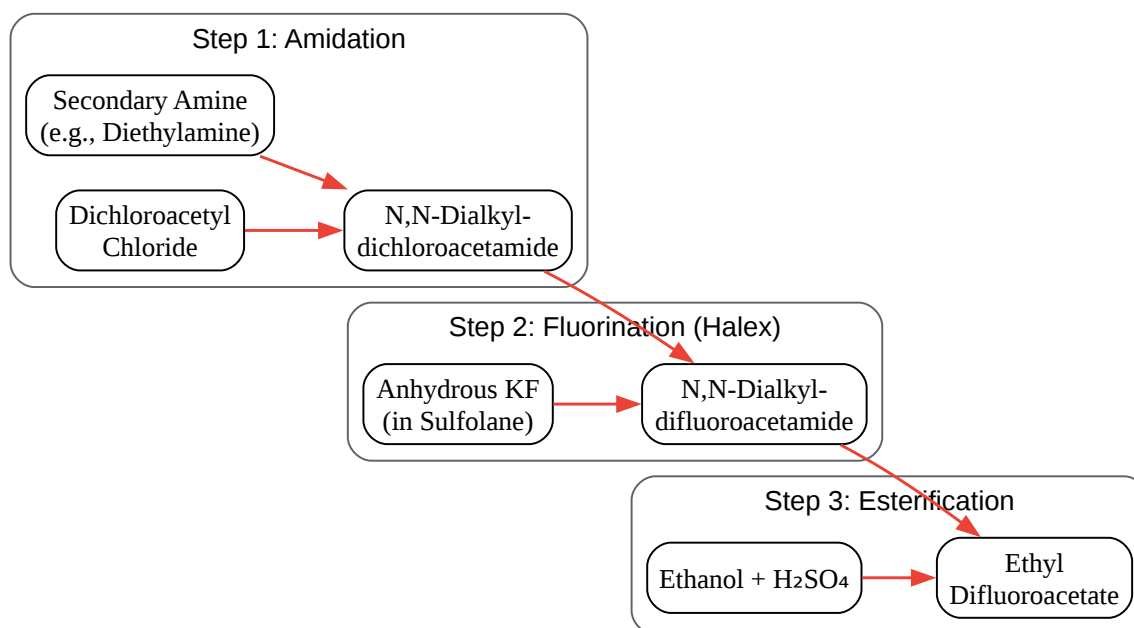 Step 1: Amidation
Secondary Amine
(e.g., Diethylamine)
Dichloroacetyl
Chloride
N,N-Dialkyl-
dichloroacetamide
Step 2: Fluorination (Halex)
Anhydrous KF
(in Sulfolane)
N,N-Dialkyl-
difluoroacetamide
Step 3: Esterification
Ethanol + H₂SO₄
Ethyl
Difluoroacetate